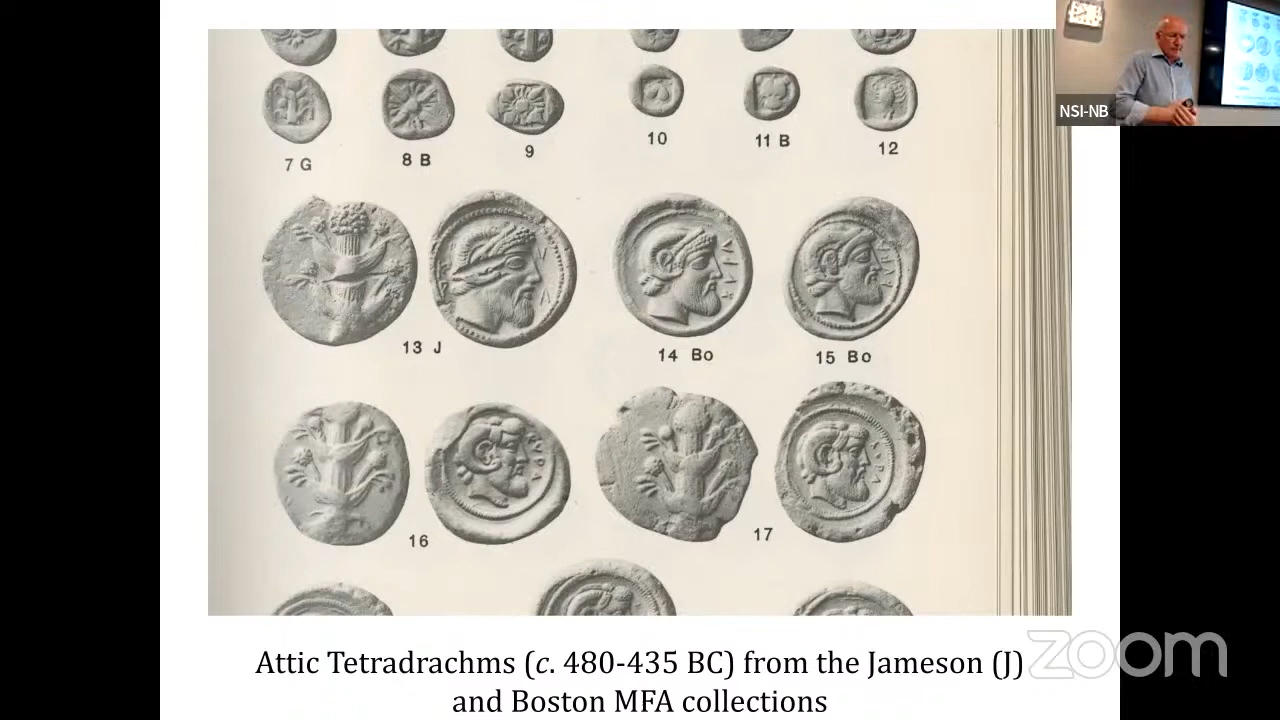 NSI-NB
7 G
8 B
9
10
11 B
12
13 J
14 Bo
15 Bo
16
17
Attic Tetradrachms (c. 480-435 BC) from the Jameson (J)
and Boston MFA collections
zoom